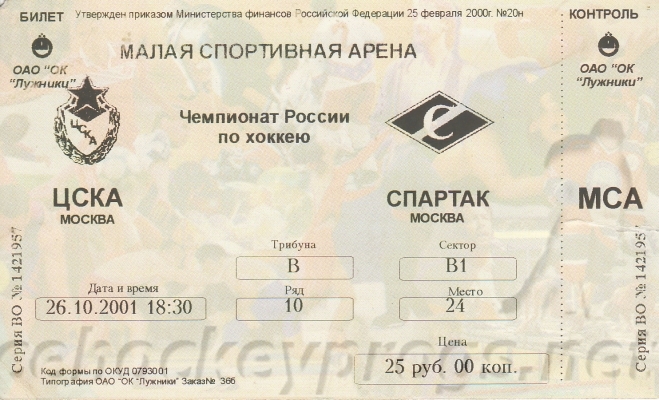 БИЛЕТ Утвержден приказом Министерства финансов Российской Федерации 25 февраля 2000г. №20н КОНТРОЛЬ
МАЛАЯ СПОРТИВНАЯ АРЕНА
ОАО "ОК
"Лужники"
ОАО "ОК
"Лужники"
ЦСКА
Чемпионат России
по хоккею
ЦСКА
МОСКВА
СПАРТАК
МОСКВА
МСА
Трибуна
В
Сектор
В1
Дата и время
26.10.2001 18:30
Ряд
10
Место
24
Цена
25 руб. 00 коп.
Серия ВО № 1421957
Серия ВО № 1421957
Код формы по ОКУД 0793001
Типография ОАО "ОК "Лужники" Заказ№ 366